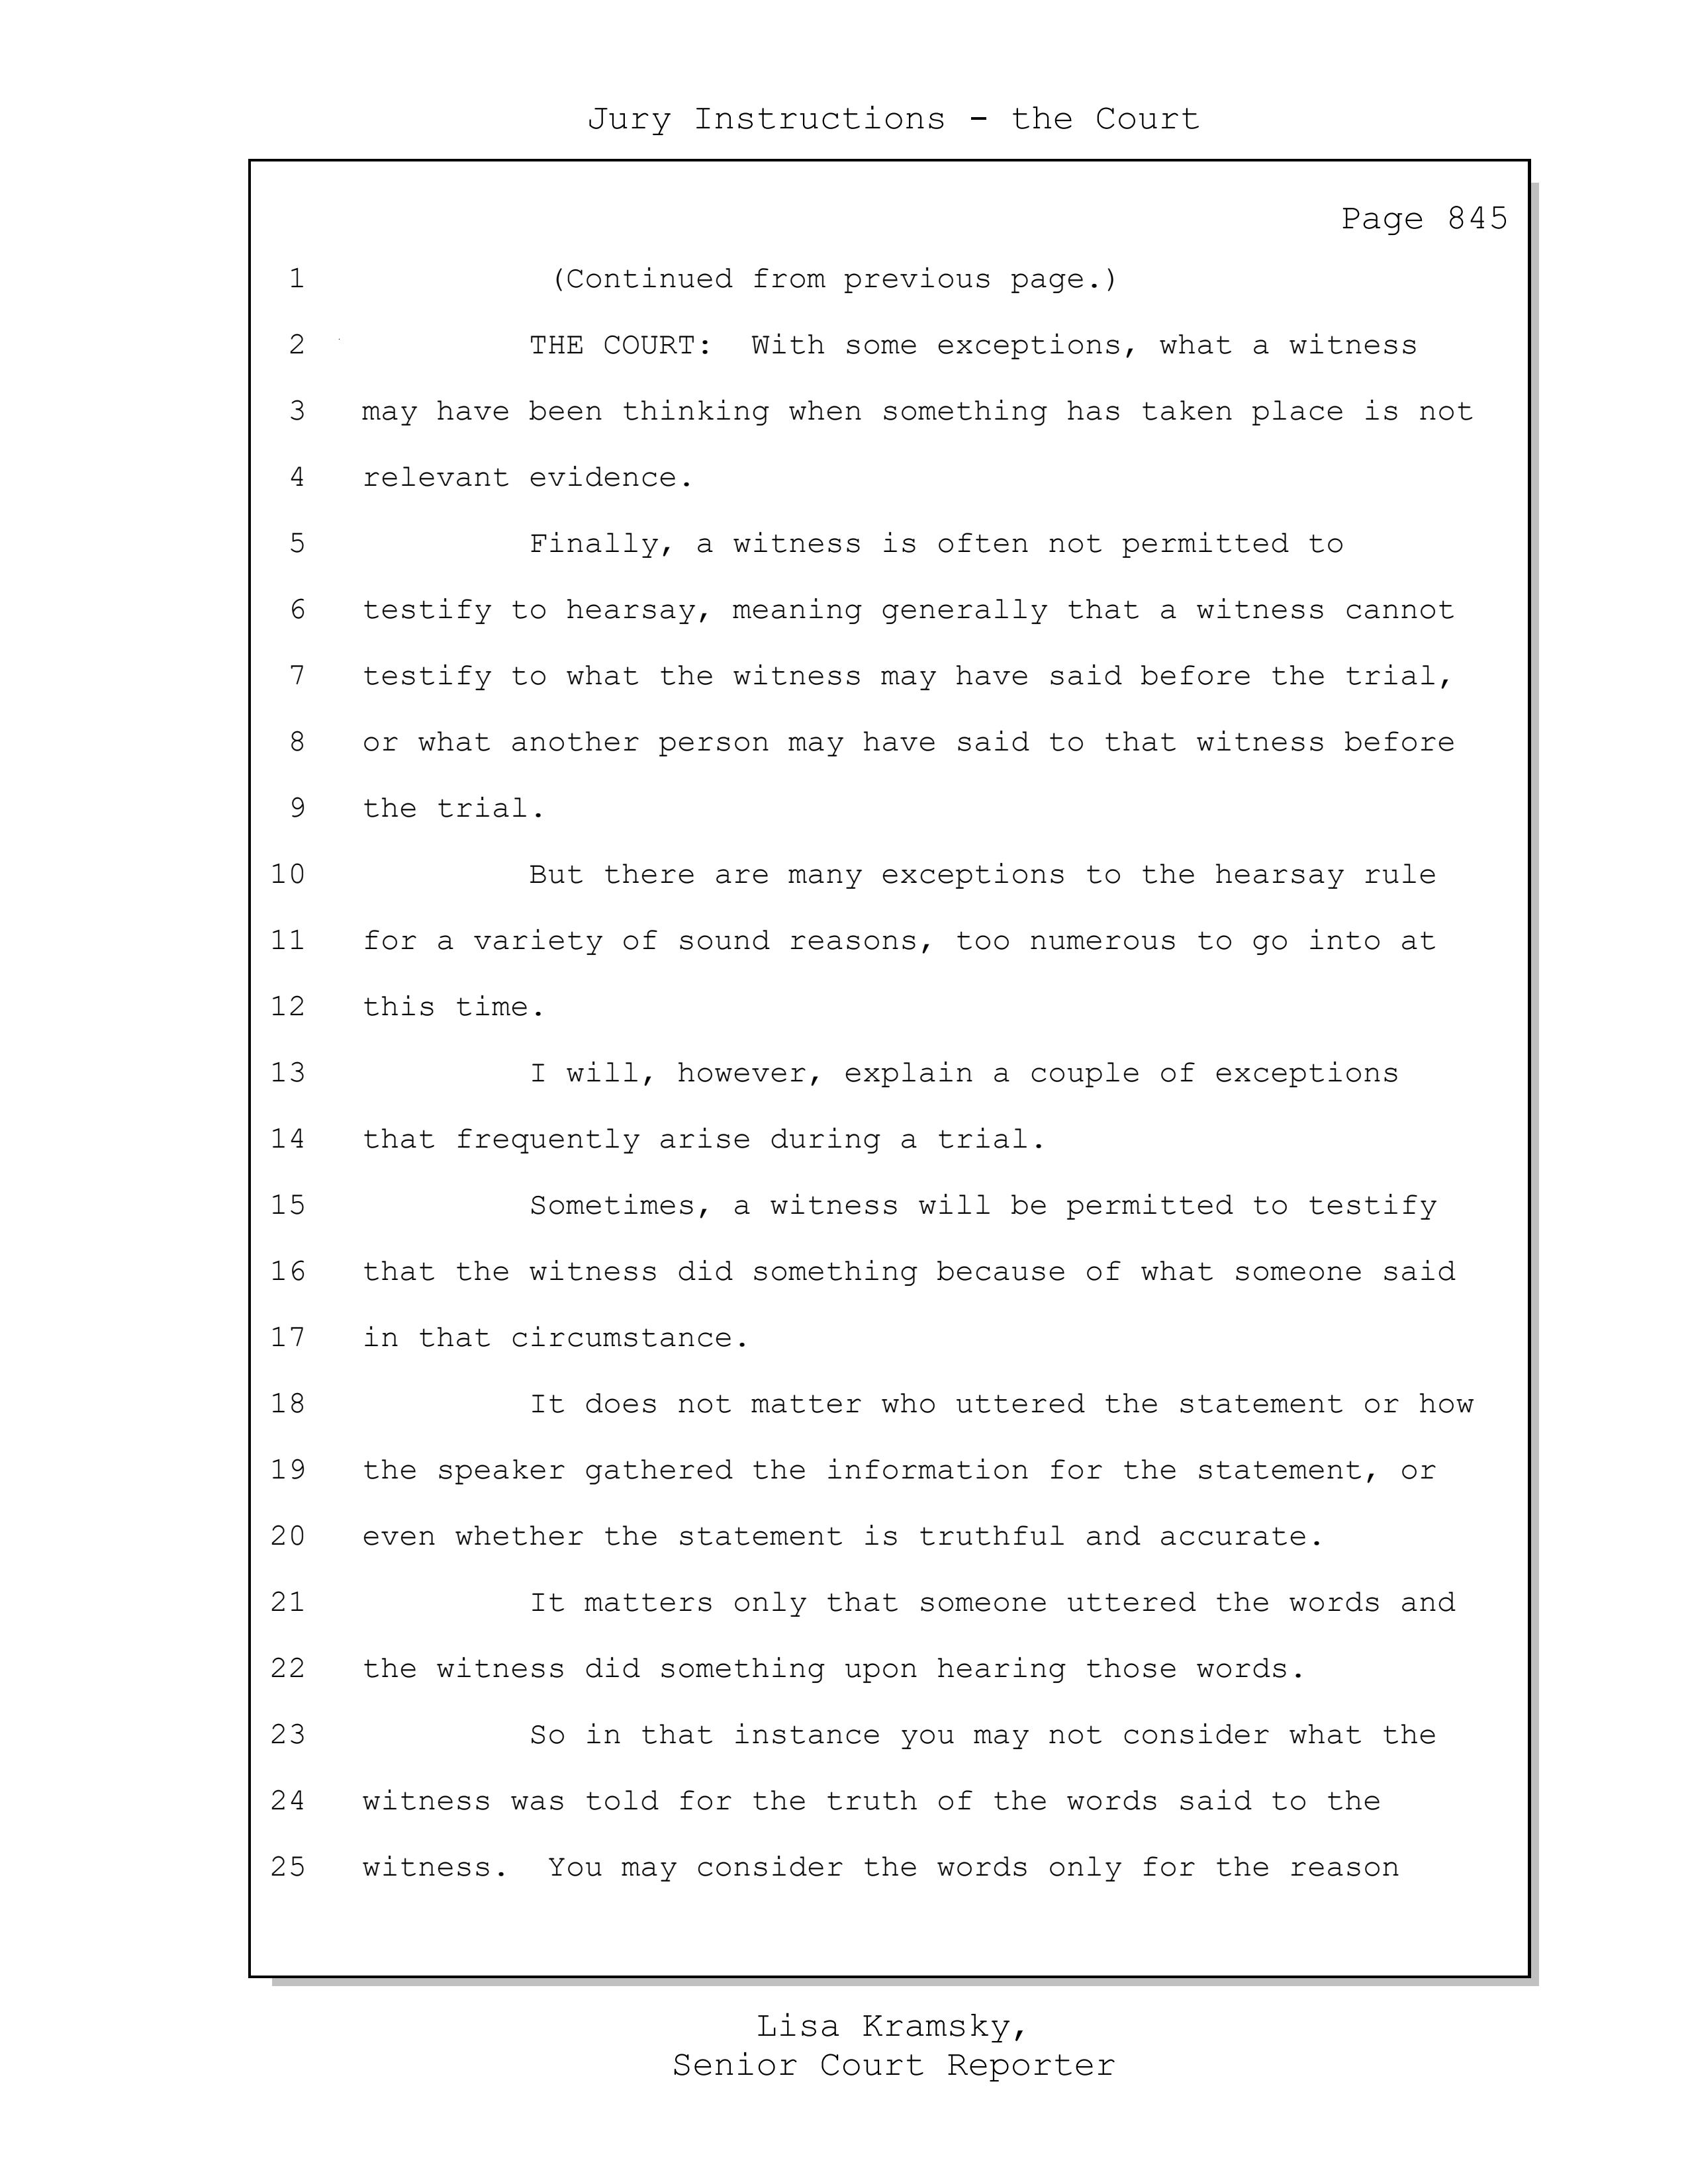 Jury Instructions - the Court
Page 845
1 (Continued from previous page.)
2 THE COURT: With some exceptions, what a witness
3 may have been thinking when something has taken place is not
4 relevant evidence.
5 Finally, a witness is often not permitted to
6 testify to hearsay, meaning generally that a witness cannot
7 testify to what the witness may have said before the trial,
8 or what another person may have said to that witness before
9 the trial.
10 But there are many exceptions to the hearsay rule
11 for a variety of sound reasons, too numerous to go into at
12 this time.
13 I will, however, explain a couple of exceptions
14 that frequently arise during a trial.
15 Sometimes, a witness will be permitted to testify
16 that the witness did something because of what someone said
17 in that circumstance.
18 It does not matter who uttered the statement or how
19 the speaker gathered the information for the statement, or
20 even whether the statement is truthful and accurate.
21 It matters only that someone uttered the words and
22 the witness did something upon hearing those words.
23 So in that instance you may not consider what the
24 witness was told for the truth of the words said to the
25 witness. You may consider the words only for the reason
Lisa Kramsky,
Senior Court Reporter